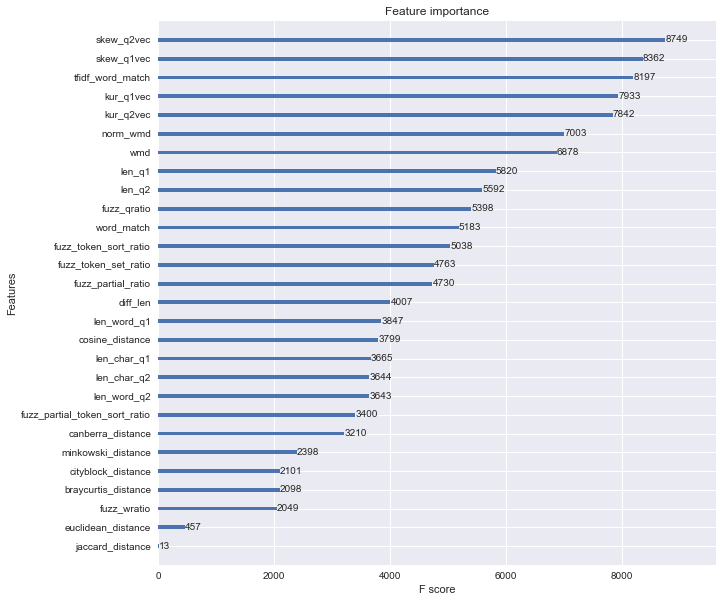 Feature importance
Features
skew_q2vec 8749
skew_q1vec 8362
tfidf_word_match 8197
kur_q1vec 7933
kur_q2vec 7842
norm_wmd 7003
wmd 6878
len_q1 5820
len_q2 5592
fuzz_qratio 5398
word_match 5183
fuzz_token_sort_ratio 5038
fuzz_token_set_ratio 4763
fuzz_partial_ratio 4730
diff_len 4007
len_word_q1 3847
cosine_distance 3799
len_char_q1 3665
len_char_q2 3644
len_word_q2 3643
fuzz_partial_token_sort_ratio 3400
canberra_distance 3210
minkowski_distance 2398
cityblock_distance 2101
braycurtis_distance 2098
fuzz_wratio 2049
euclidean_distance 457
jaccard_distance 13
0 2000 4000 6000 8000
F score